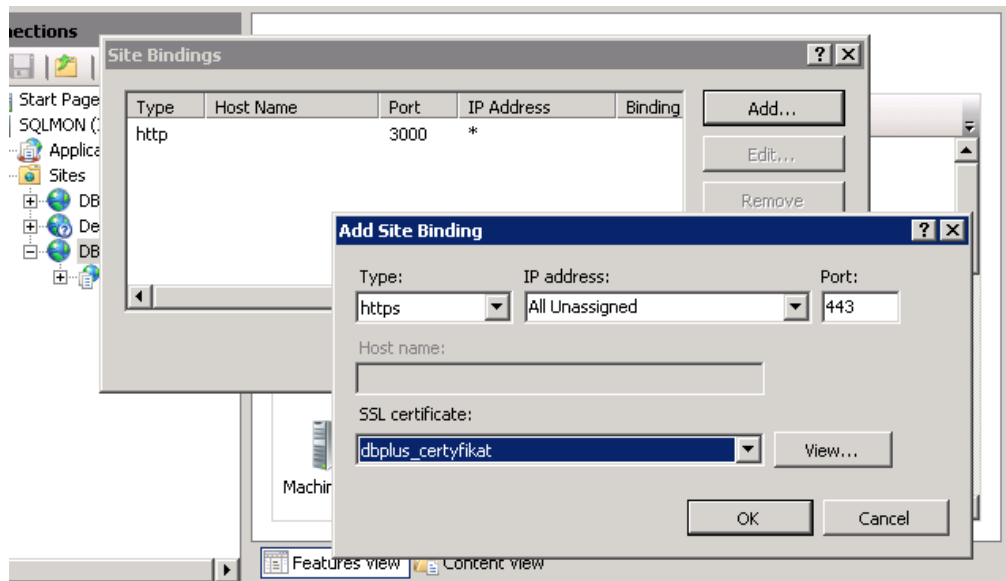 nections
Site Bindings
Start Page
SQLMON (
Applica
Sites
DB
De
DB
Type Host Name Port IP Address Binding
http 3000 *
Add...
Edit...
Remove
Add Site Binding
Type: IP address: Port:
https All Unassigned 443
Host name:
SSL certificate:
dbplus_certyfikat View...
Machin
OK Cancel
Features View Content View